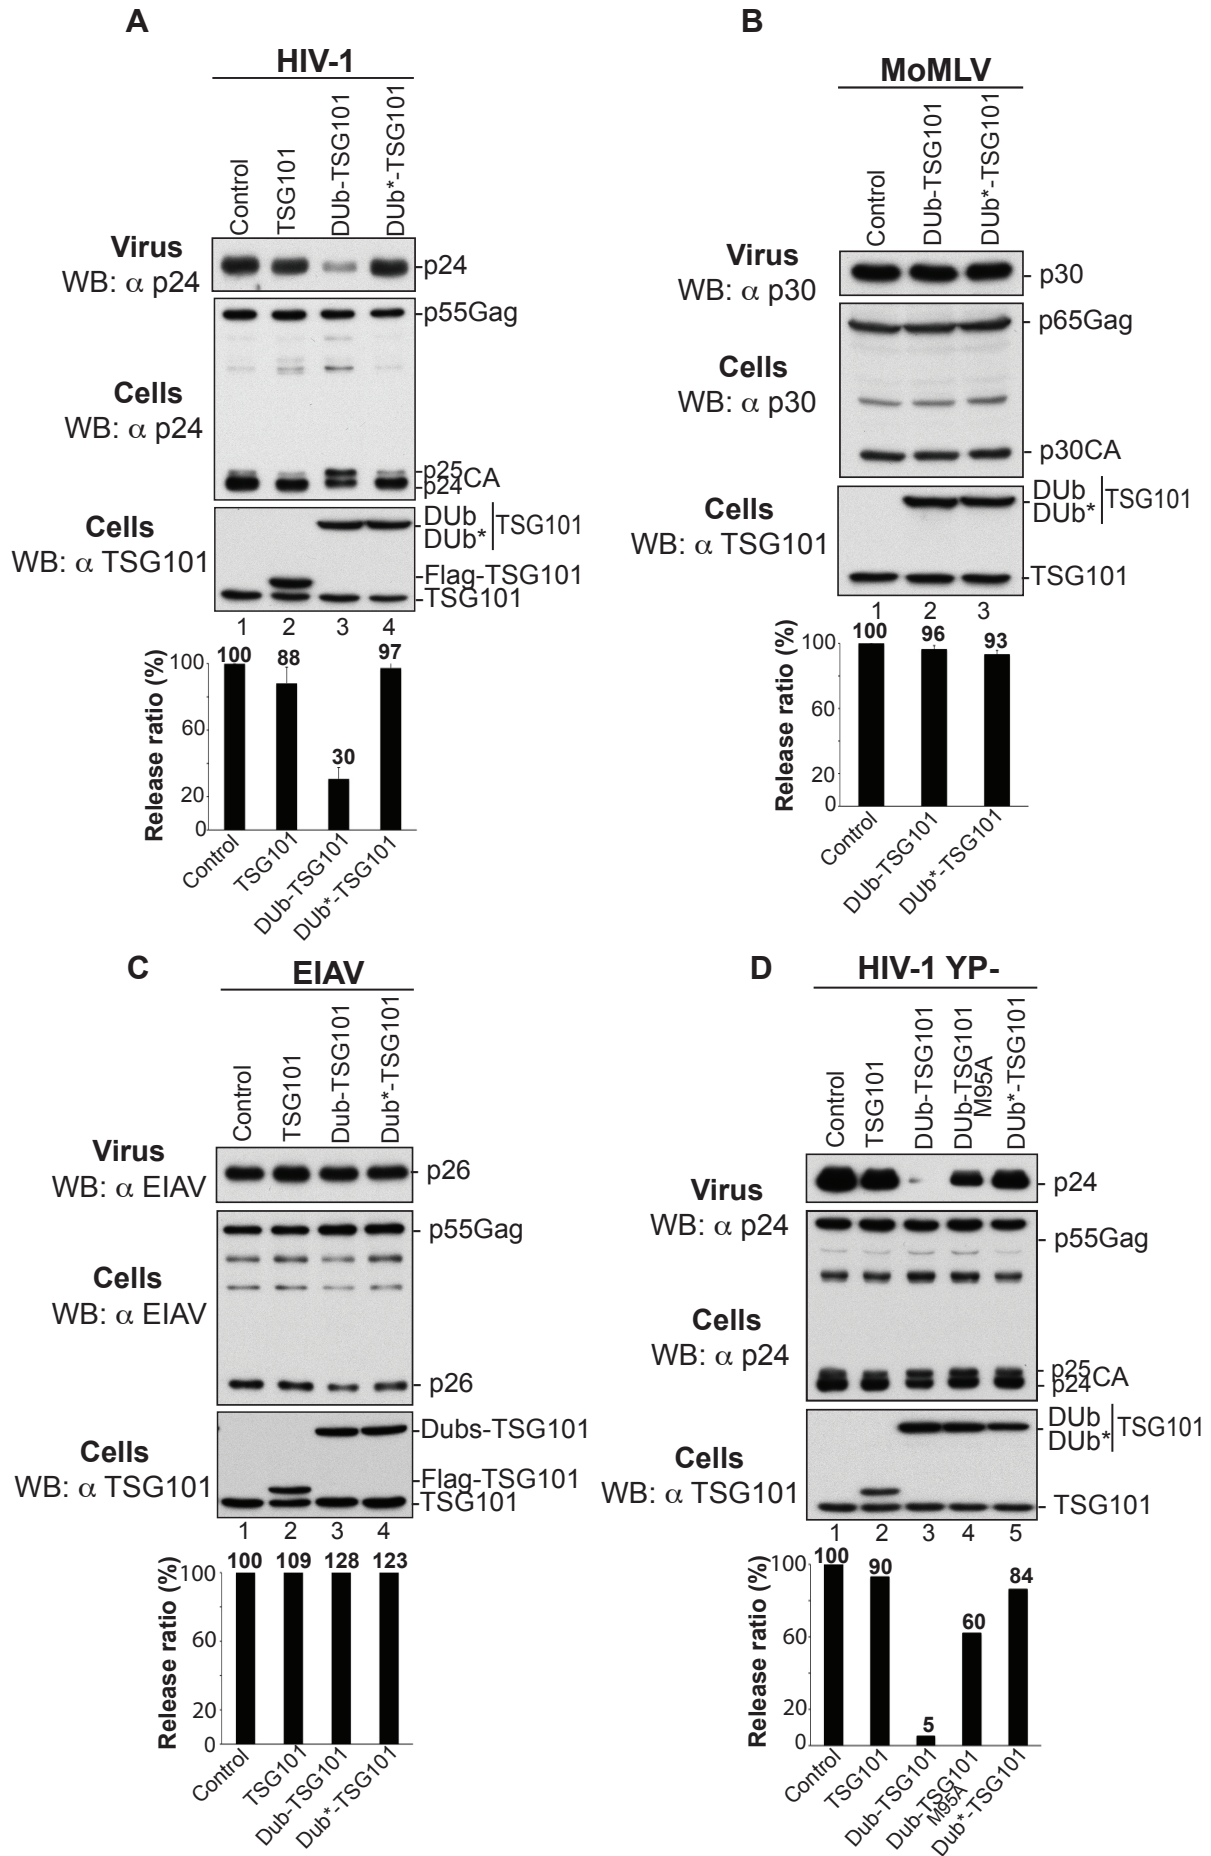 A
HIV-1
Control
TSG101
DUb-TSG101
DUb*-TSG101
Virus
WB: α p24
p24
p55Gag
Cells
WB: α p24
p25
p24
CA
Cells
WB: α TSG101
DUb
DUb*
TSG101
Flag-TSG101
TSG101
1 2 3 4
Release ratio (%)
100
60
20
0
100 88 30 97
Control
TSG101
DUb-TSG101
DUb*-TSG101
B
MoMLV
Control
DUb-TSG101
DUb*-TSG101
Virus
WB: α p30
p30
p65Gag
Cells
WB: α p30
p30CA
Cells
WB: α TSG101
DUb
DUb*
TSG101
TSG101
1 2 3
Release ratio (%)
100
60
20
0
100 96 93
Control
DUb-TSG101
DUb*-TSG101
C
EIAV
Control
TSG101
Dub-TSG101
Dub*-TSG101
Virus
WB: α EIAV
p26
p55Gag
Cells
WB: α EIAV
p26
Cells
WB: α TSG101
Dubs-TSG101
Flag-TSG101
TSG101
1 2 3 4
Release ratio (%)
100
60
20
0
100 109 128 123
Control
TSG101
Dub-TSG101
Dub*-TSG101
D
HIV-1 YP-
Control
TSG101
DUb-TSG101
DUb-TSG101
M95A
DUb*-TSG101
Virus
WB: α p24
p24
p55Gag
Cells
WB: α p24
p25
p24
CA
Cells
WB: α TSG101
DUb
DUb*
TSG101
TSG101
1 2 3 4 5
Release ratio (%)
100
60
20
0
100 90 5 60 84
Control
TSG101
Dub-TSG101
Dub-TSG101
M95A
Dub*-TSG101